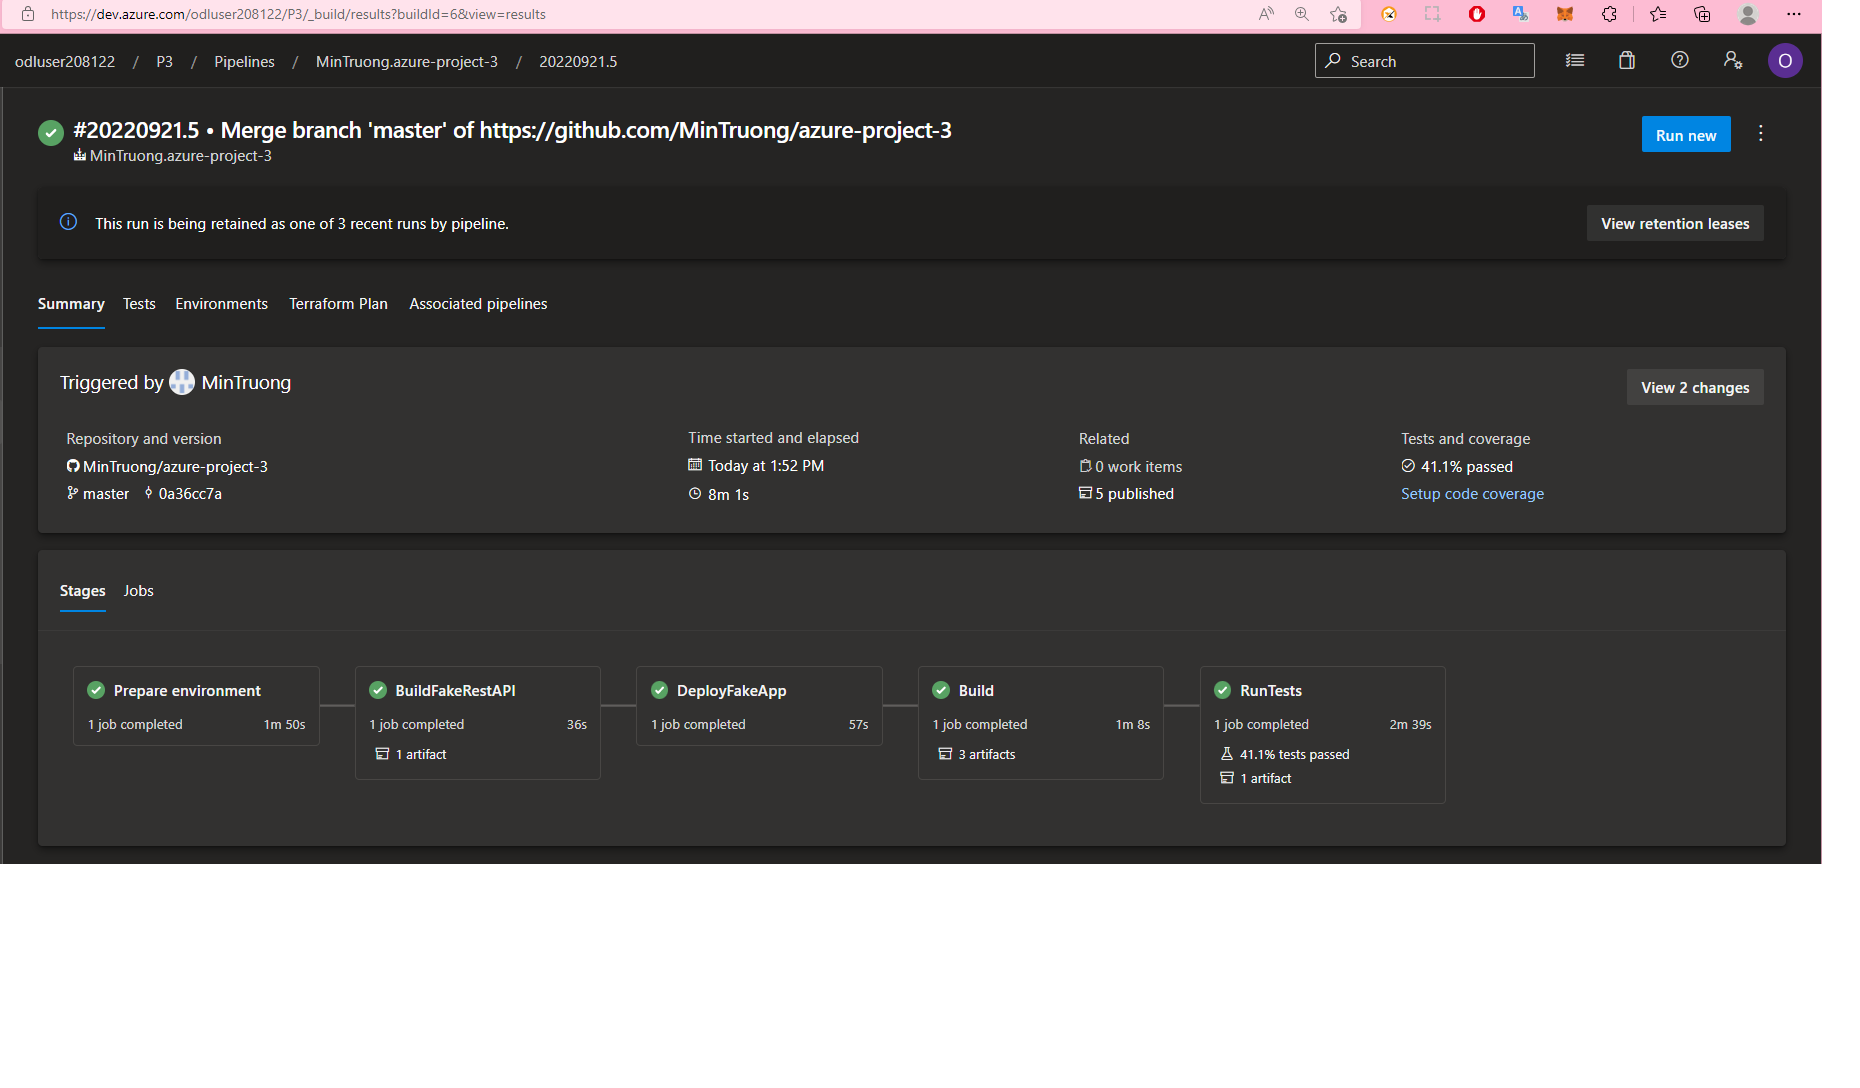 https://dev.azure.com/odluser208122/P3/_build/results?buildId=6&view=results
odluser208122 / P3 / Pipelines / MinTruong.azure-project-3 / 20220921.5
Search
O
#20220921.5 • Merge branch 'master' of https://github.com/MinTruong/azure-project-3
MinTruong.azure-project-3
Run new
This run is being retained as one of 3 recent runs by pipeline.
View retention leases
Summary Tests Environments Terraform Plan Associated pipelines
Triggered by MinTruong
View 2 changes
Repository and version
MinTruong/azure-project-3
master 0a36cc7a
Time started and elapsed
Today at 1:52 PM
8m 1s
Related
0 work items
5 published
Tests and coverage
41.1% passed
Setup code coverage
Stages Jobs
Prepare environment
1 job completed 1m 50s
BuildFakeRestAPI
1 job completed 36s
1 artifact
DeployFakeApp
1 job completed 57s
Build
1 job completed 1m 8s
3 artifacts
RunTests
1 job completed 2m 39s
41.1% tests passed
1 artifact